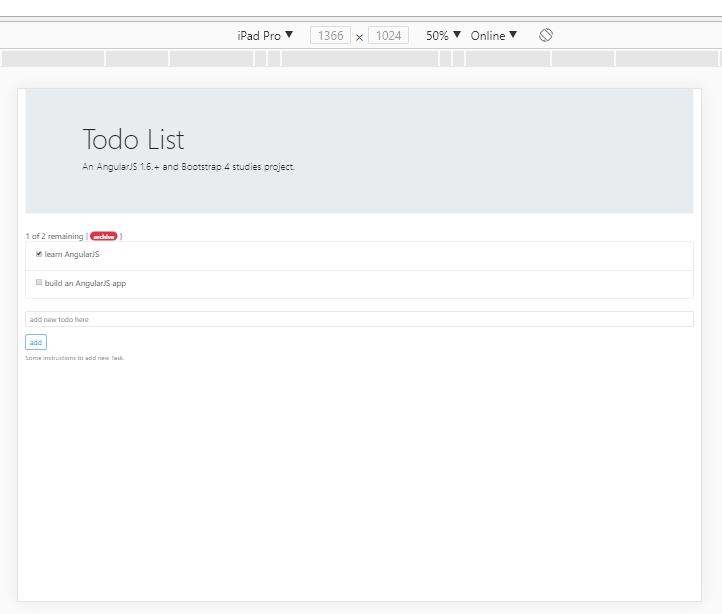 iPad Pro ▼ 1366 × 1024 50% ▼ Online ▼
Todo List
An AngularJS 1.6.+ and Bootstrap 4 studies project.
1 of 2 remaining [ archive ]
learn AngularJS
build an AngularJS app
add new todo here
add
Some instructions to add new Task.